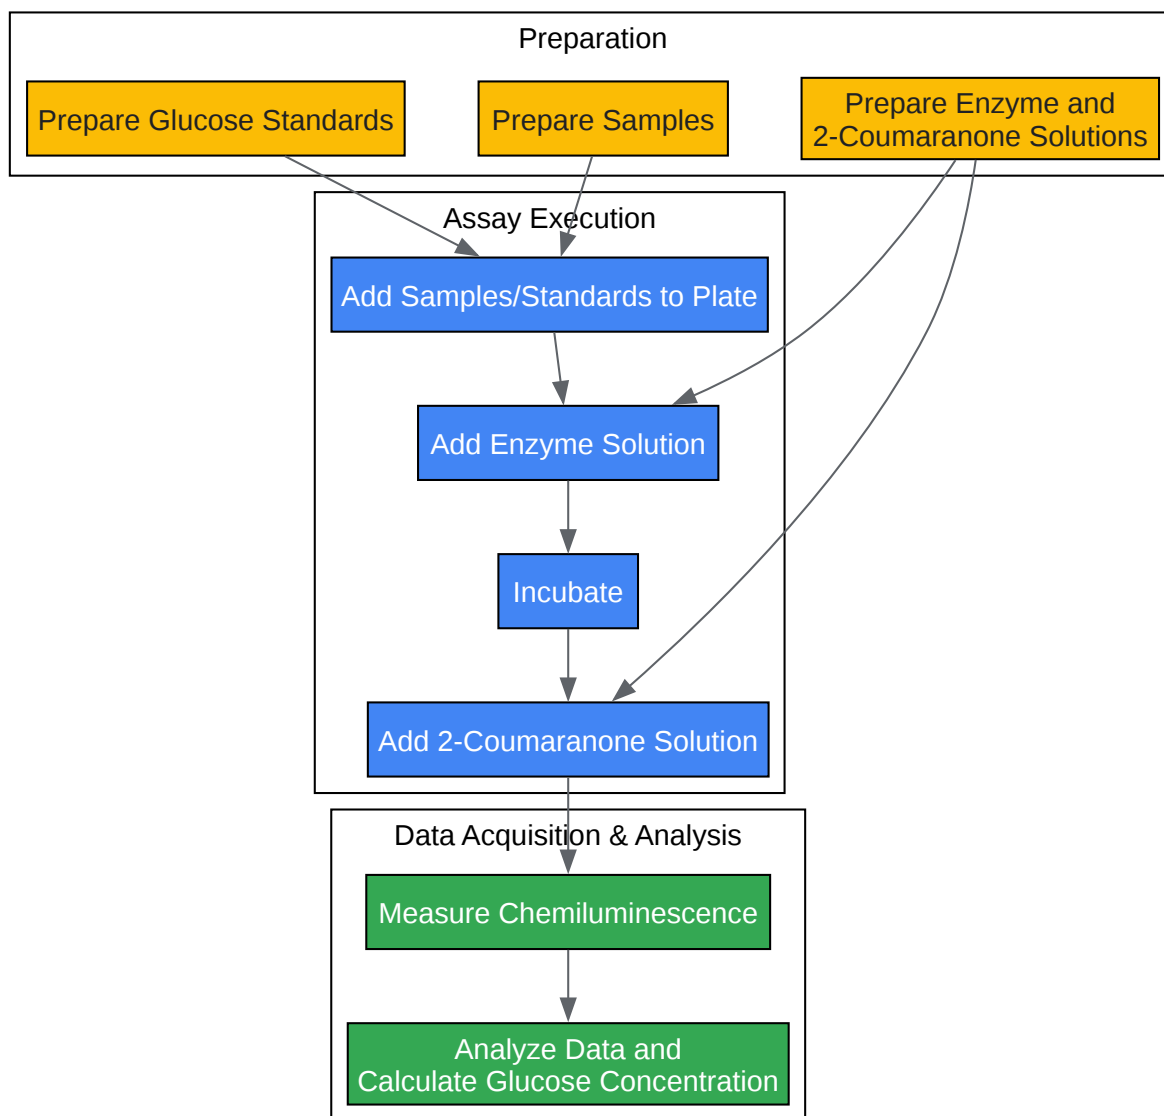 Preparation
Prepare Glucose Standards
Prepare Samples
Prepare Enzyme and
2-Coumaranone Solutions
Assay Execution
Add Samples/Standards to Plate
Add Enzyme Solution
Incubate
Add 2-Coumaranone Solution
Data Acquisition & Analysis
Measure Chemiluminescence
Analyze Data and
Calculate Glucose Concentration